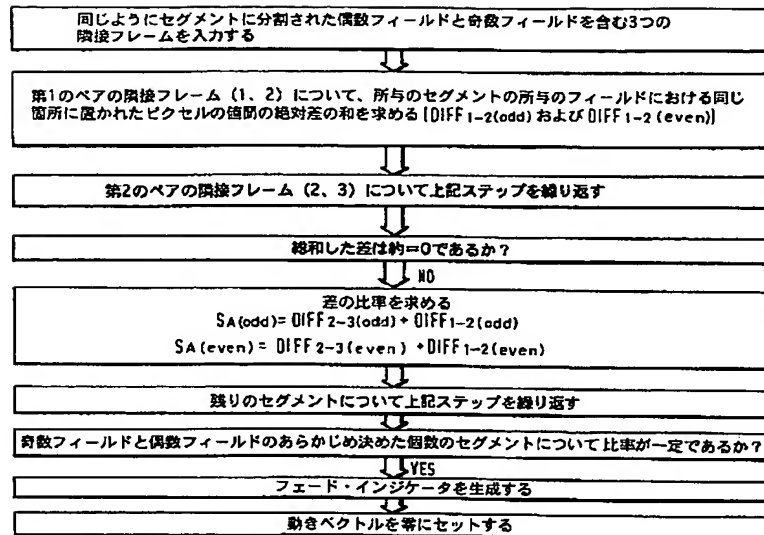 同じようにセグメントに分割された偶数フィールドと奇数フィールドを含む3つの
隣接フレームを入力する
第1のペアの隣接フレーム (1、2) について、所与のセグメントの所与のフィールドにおける同じ
箇所に置かれたピクセルの値間の絶対差の和を求める [DIFF1-2(odd) および DIFF1-2 (even)]
第2のペアの隣接フレーム (2、3) について上記ステップを繰り返す
総和した差は約=0であるか?
NO
差の比率を求める
SA(odd)= DIFF2-3(odd) + DIFF1-2(odd)
SA(even)= DIFF2-3(even) +DIFF1-2(even)
残りのセグメントについて上記ステップを繰り返す
奇数フィールドと偶数フィールドのあらかじめ決めた個数のセグメントについて比率が一定であるか?
YES
フェード・インジケータを生成する
動きベクトルを零にセットする